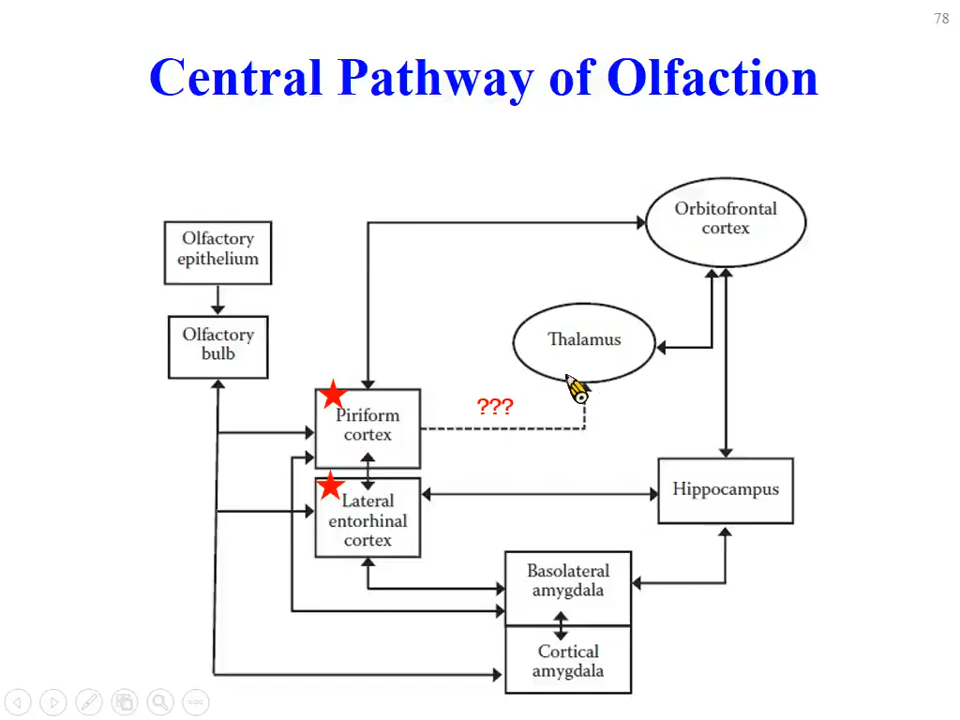 78
Central Pathway of Olfaction
Orbitofrontal
cortex
Olfactory
epithelium
Olfactory
bulb
Thalamus
Piriform
cortex
???
Lateral
entorhinal
cortex
Hippocampus
Basolateral
amygdala
Cortical
amygdala